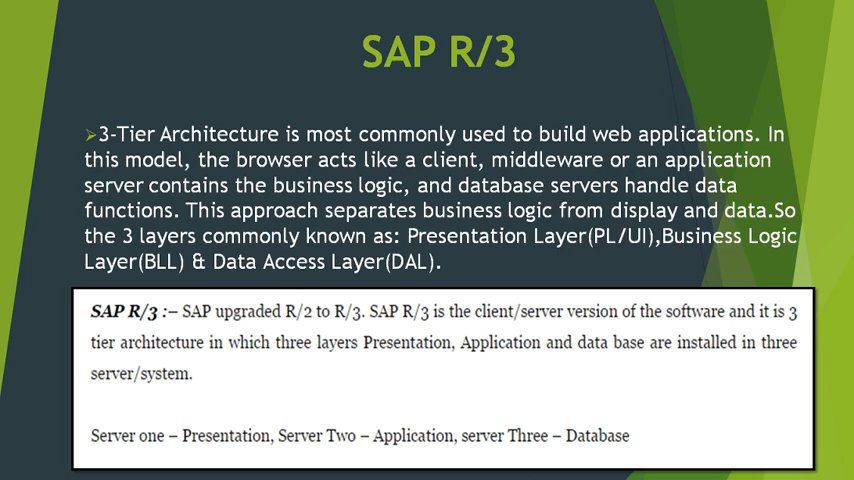 SAP R/3
➢3-Tier Architecture is most commonly used to build web applications. In
this model, the browser acts like a client, middleware or an application
server contains the business logic, and database servers handle data
functions. This approach separates business logic from display and data.So
the 3 layers commonly known as: Presentation Layer(PL/UI),Business Logic
Layer(BLL) & Data Access Layer(DAL).
SAP R/3 :– SAP upgraded R/2 to R/3. SAP R/3 is the client/server version of the software and it is 3
tier architecture in which three layers Presentation, Application and data base are installed in three
server/system.
Server one – Presentation, Server Two – Application, server Three – Database